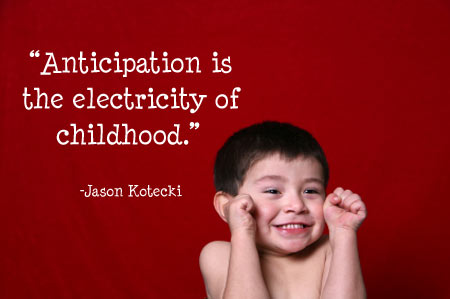 “Anticipation is
the electricity of
childhood.”
-Jason Kotecki